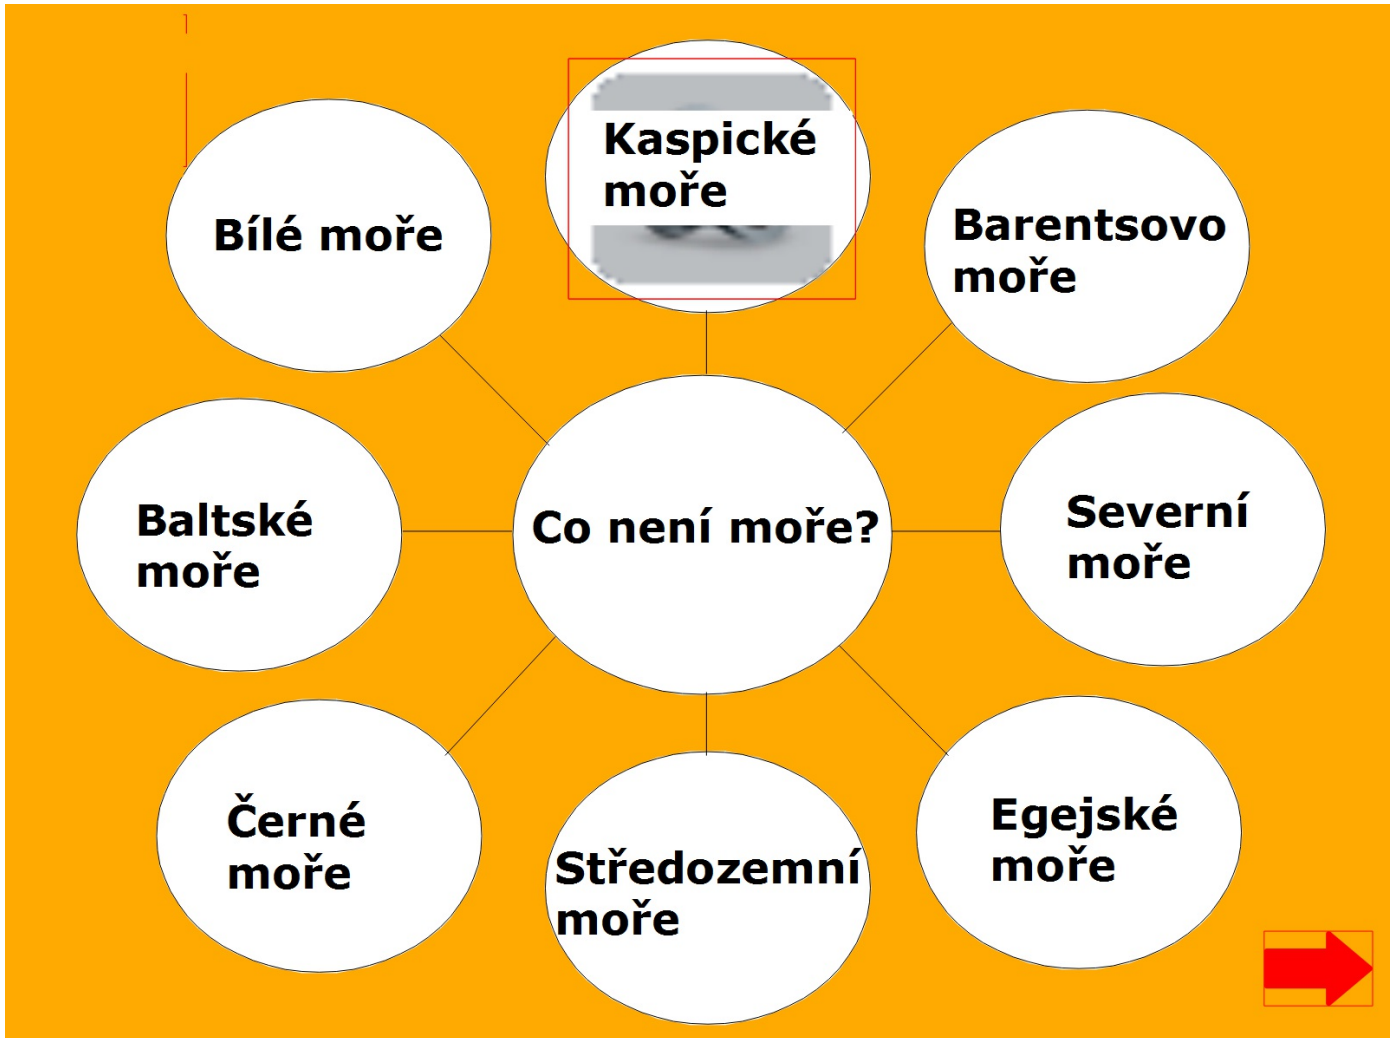 Kaspické
moře
Bílé moře
Barentsovo
moře
Baltské
moře
Co není moře?
Severní
moře
Černé
moře
Středozemní
moře
Egejské
moře